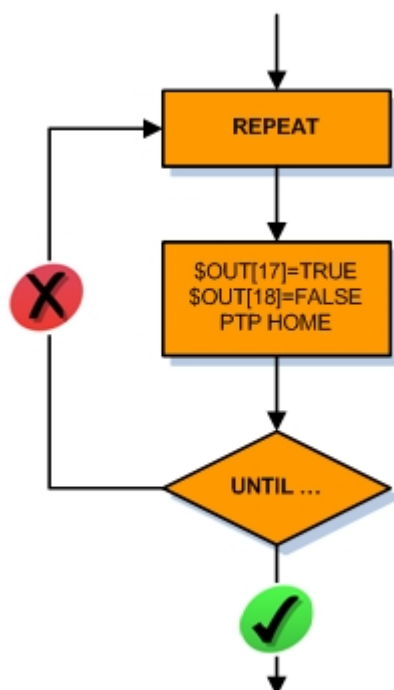 REPEAT
$OUT[17]=TRUE
$OUT[18]=FALSE
PTP HOME
UNTIL ...